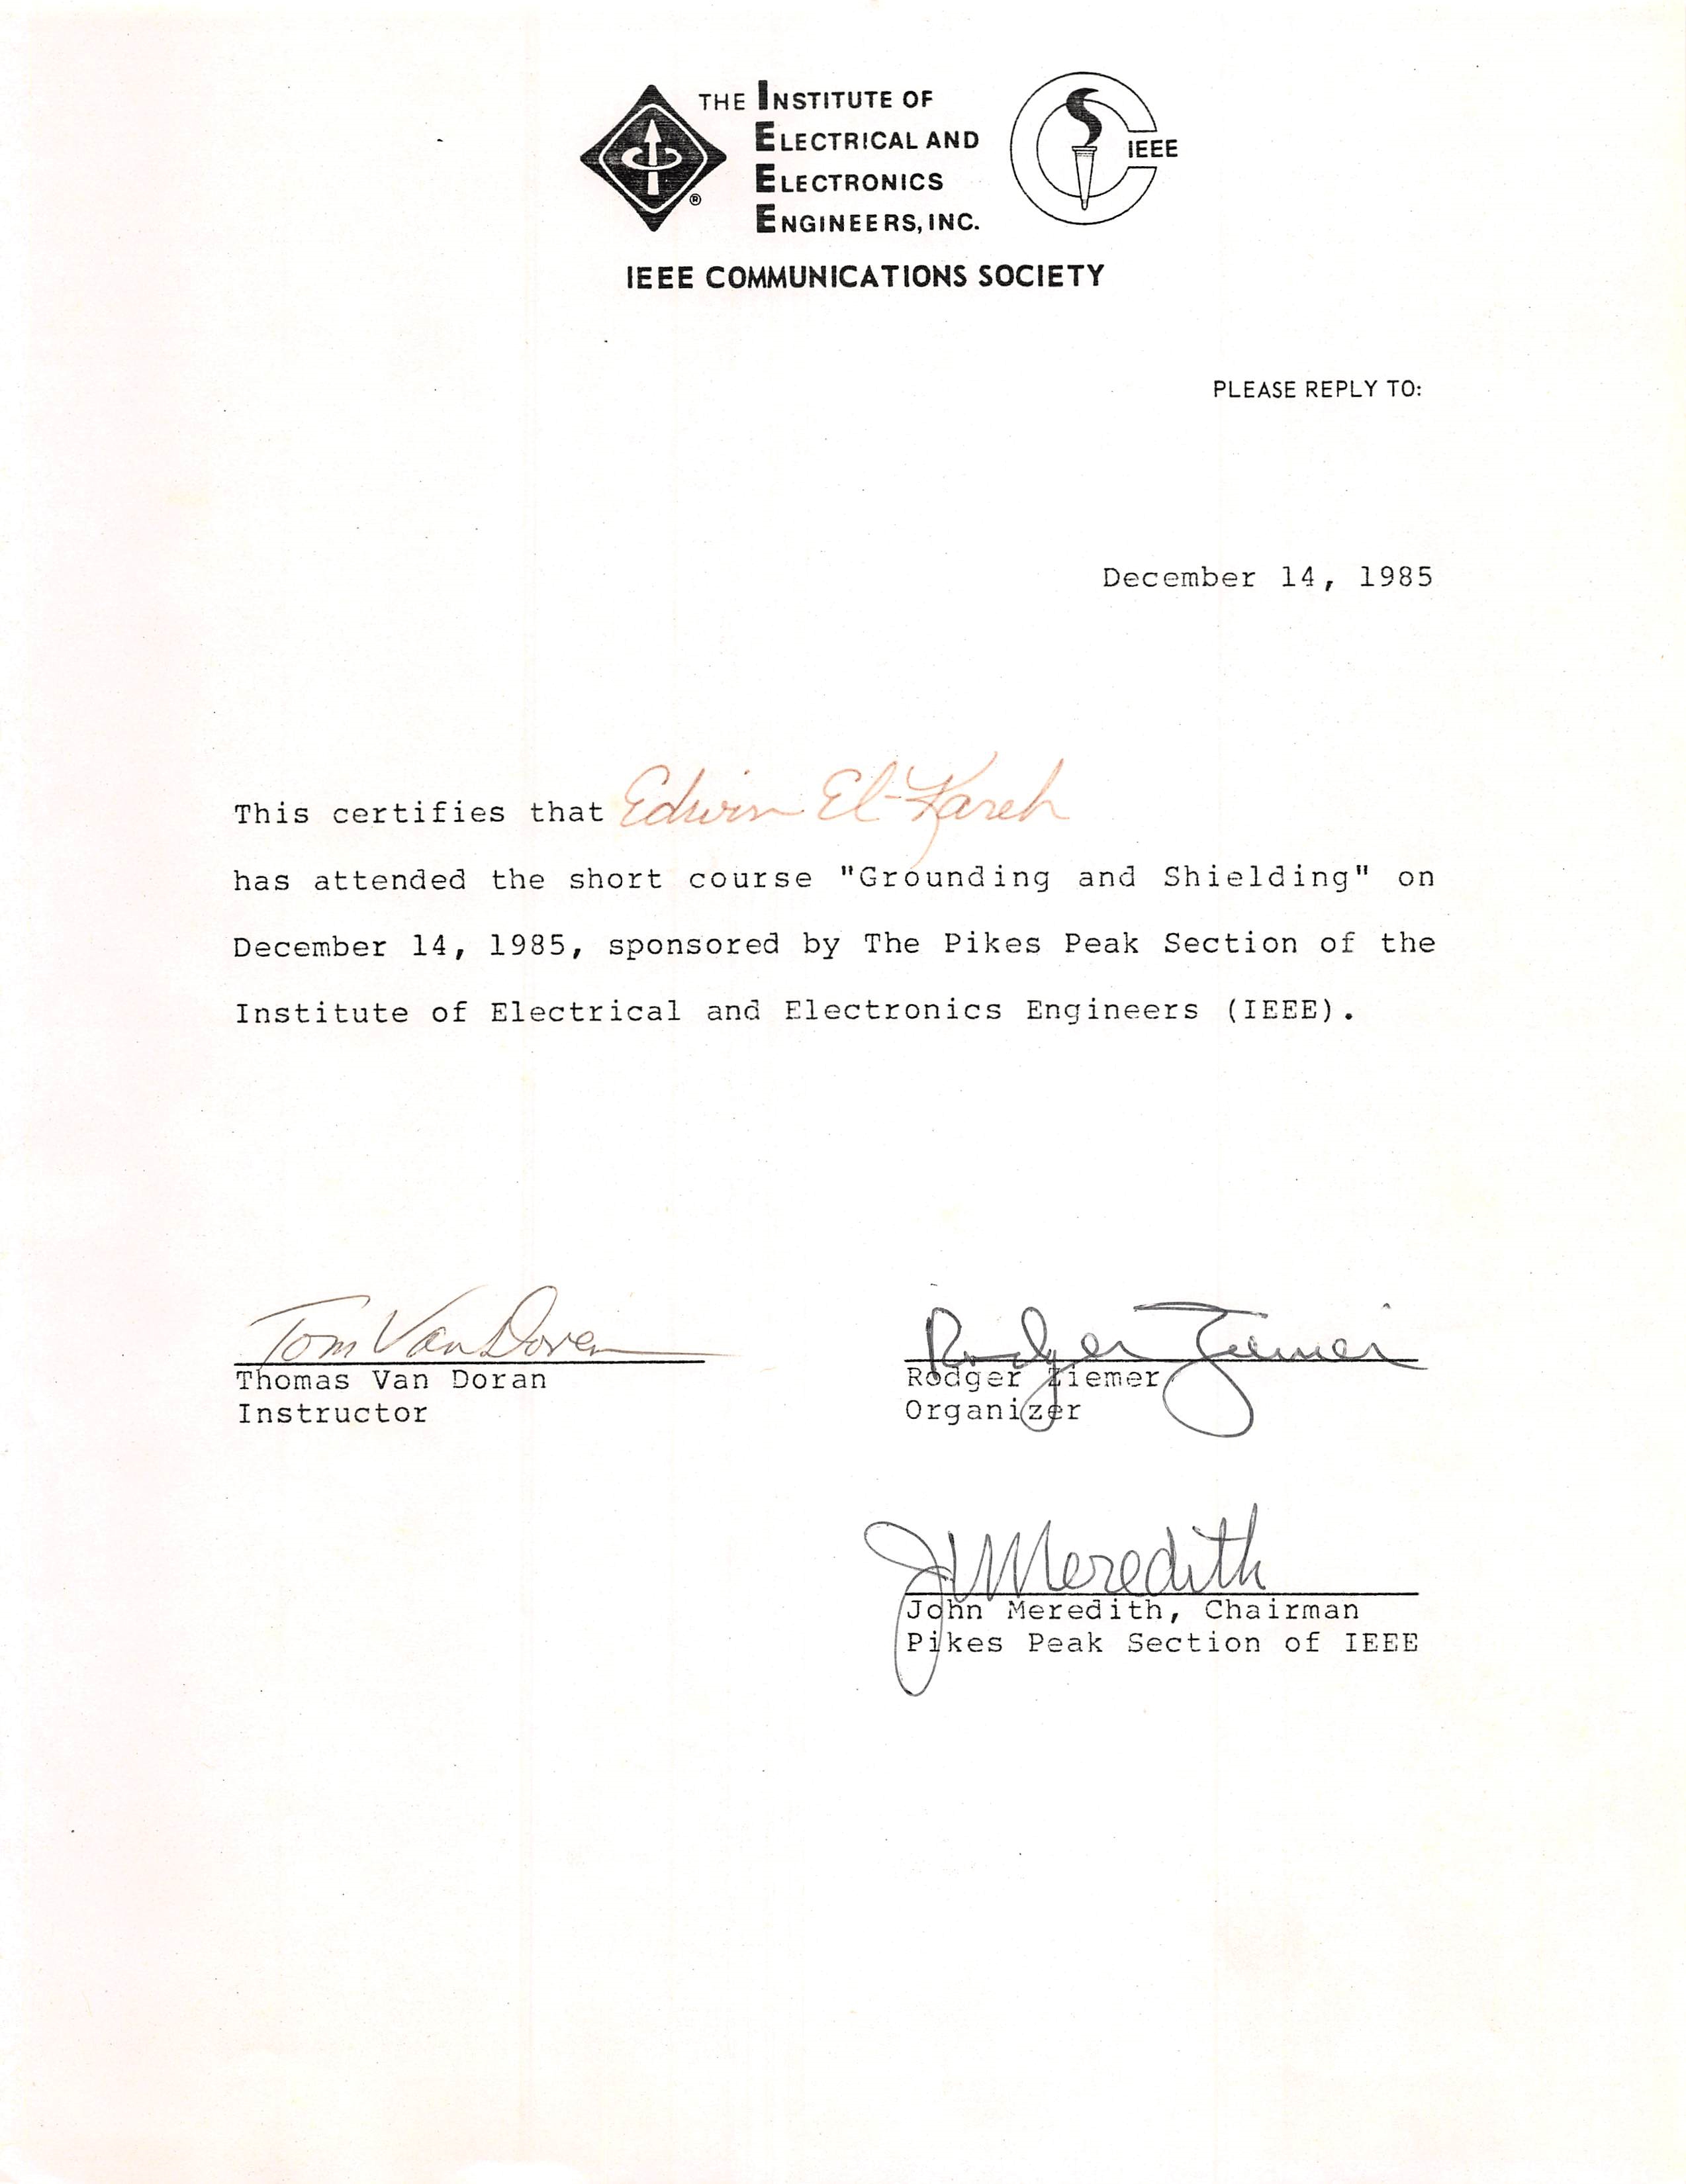 THE INSTITUTE OF
ELECTRICAL AND
ELECTRONICS
ENGINEERS, INC.
®
IEEE
IEEE COMMUNICATIONS SOCIETY
PLEASE REPLY TO:
December 14, 1985
This certifies that Edwin El-Kareh
has attended the short course "Grounding and Shielding" on
December 14, 1985, sponsored by The Pikes Peak Section of the
Institute of Electrical and Electronics Engineers (IEEE).
Tom Van Doren
Thomas Van Doran
Instructor
Rodger Ziemer
Rodger Ziemer
Organizer
J Meredith
John Meredith, Chairman
Pikes Peak Section of IEEE